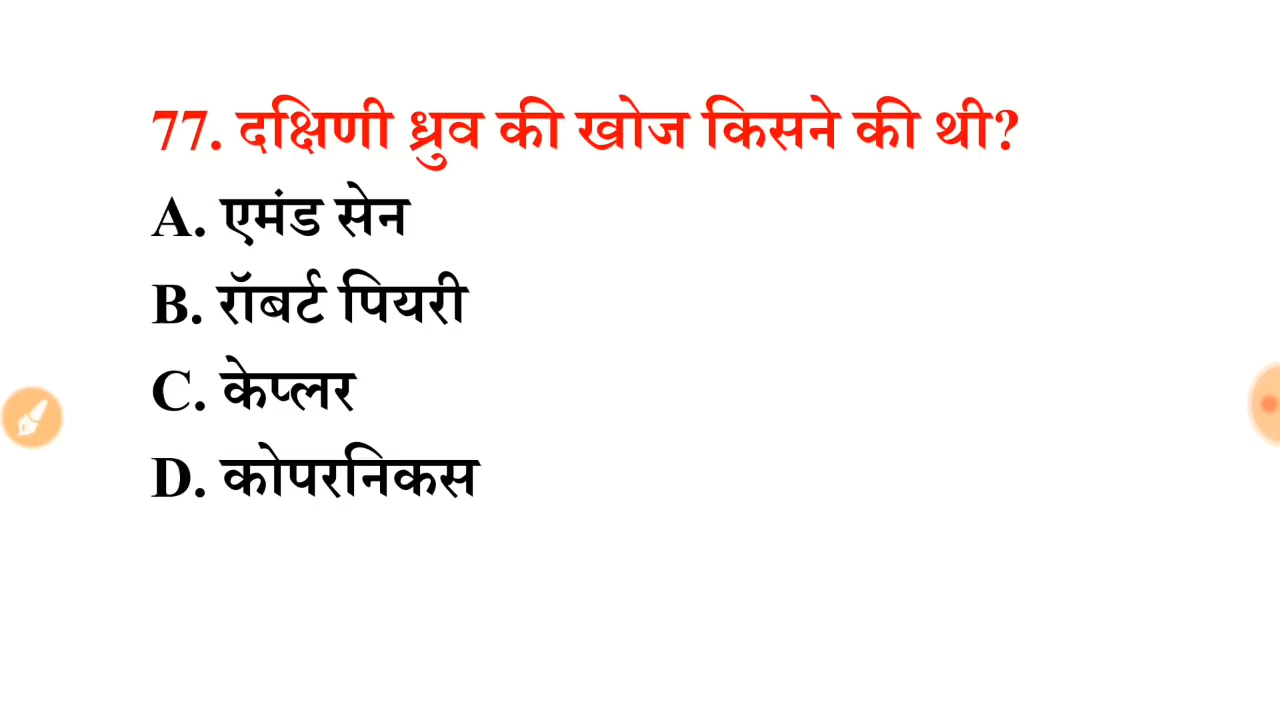 77. दक्षिणी ध्रुव की खोज किसने की थी?
A. एमंड सेन
B. रॉबर्ट पियरी
C. केप्लर
D. कोपरनिकस